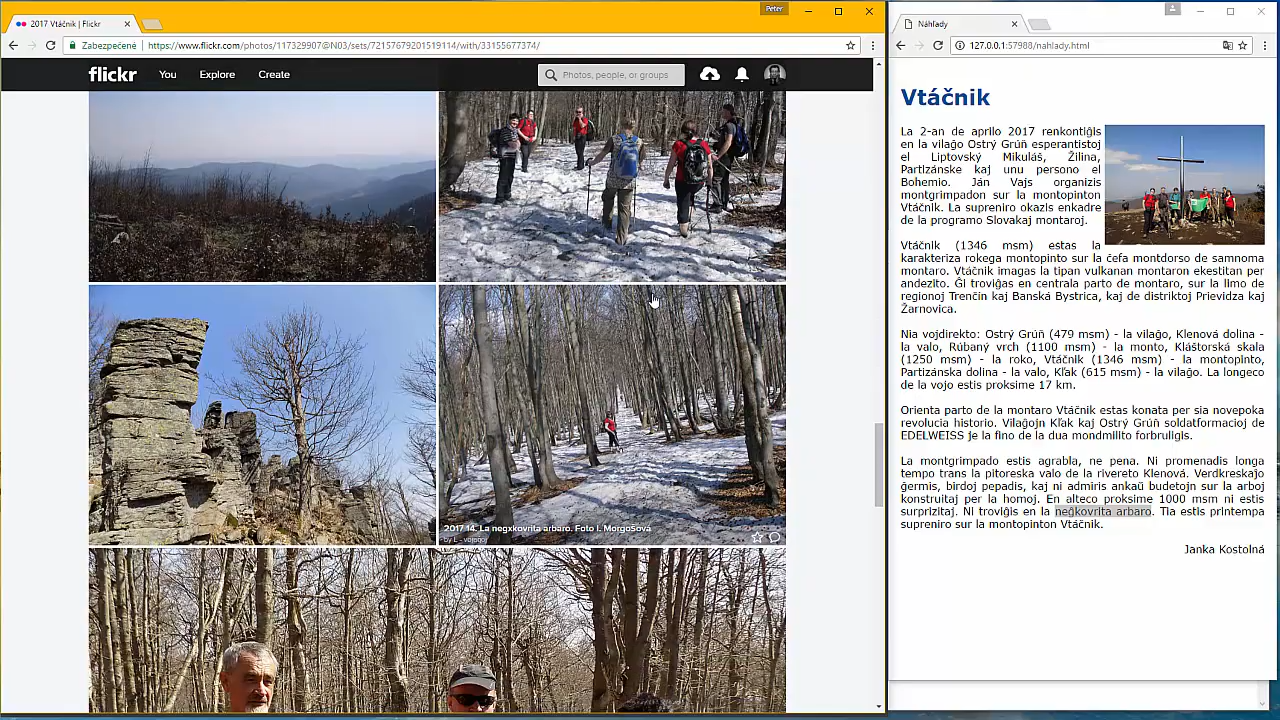 Peter
2017 Vtáčnik | Flickr
Zabezpečené
https://www.flickr.com/photos/117329907@N03/sets/72157679201519114/with/33155677374/
flickr
You
Explore
Create
Photos, people, or groups
2017 14. La negxkovrita arbaro. Foto I. Morgošová
Náhľady
127.0.0.1:57988/nahlady.html
Vtáčnik
La 2-an de aprilo 2017 renkontiĝis
en la vilaĝo Ostrý Grúň esperantistoj
el Liptovský Mikuláš, Žilina,
Partizánske kaj unu persono el
Bohemio. Ján Vajs organizis
montgrimpadon sur la montopinton
Vtáčnik. La supreniro okazis enkadre
de la programo Slovakaj montaroj.
Vtáčnik (1346 msm) estas la
karakteriza rokega montopinto sur la ĉefa montdorso de samnoma
montaro. Vtáčnik imagas la tipan vulkanan montaron ekestitan per
andezito. Ĝi troviĝas en centrala parto de montaro, sur la limo de
regionoj Trenčín kaj Banská Bystrica, kaj de distriktoj Prievidza kaj
Žarnovica.
Nia vojdirekto: Ostrý Grúň (479 msm) - la vilaĝo, Klenová dolina -
la valo, Rúbaný vrch (1100 msm) - la monto, Kláštorská skala
(1250 msm) - la roko, Vtáčnik (1346 msm) - la montopinto,
Partizánska dolina - la valo, Kľak (615 msm) - la vilaĝo. La longeco
de la vojo estis proksime 17 km.
Orienta parto de la montaro Vtáčnik estas konata per sia novepoka
revolucia historio. Vilaĝojn Kľak kaj Ostrý Grúň soldatformacioj de
EDELWEISS je la fino de la dua mondmilito forbruligis.
La montgrimpado estis agrabla, ne pena. Ni promenadis longa
tempo trans la pitoreska valo de la rivereto Klenová. Verdkreskajo
ĝermis, birdoj pepadis, kaj ni admiris ankaŭ budetojn sur la arboj
konstruitaj per la homoj. En alteco proksime 1000 msm ni estis
surprizitaj. Ni troviĝis en la neĝkovrita arbaro. Tia estis printempa
supreniro sur la montopinton Vtáčnik.
Janka Kostolná